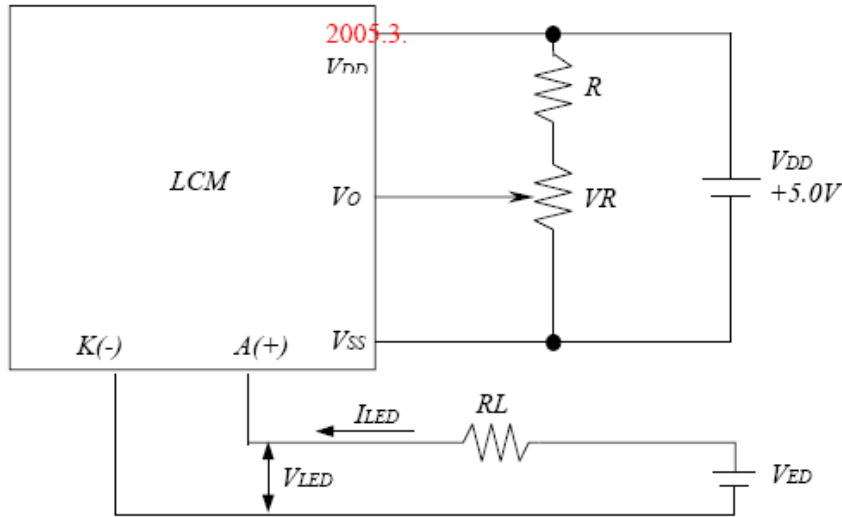 2005.3.
VDD
R
LCM
VO
VR
VDD
+5.0V
K(-)
A(+)
VSS
ILED
RL
VLED
VED